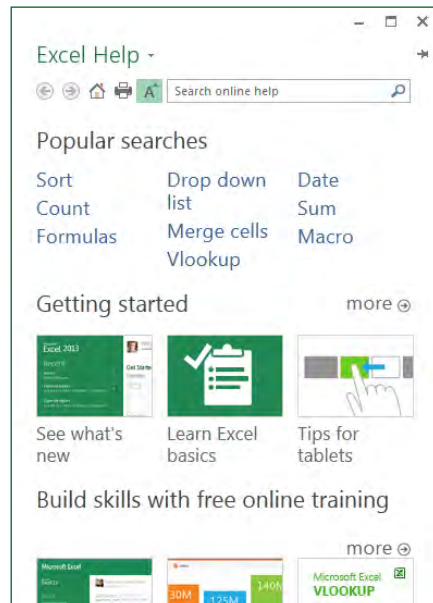 Excel Help
A
Search online help
Popular searches
Sort
Count
Formulas
Drop down
list
Merge cells
Vlookup
Date
Sum
Macro
Getting started
more
Excel 2013
Recent
See what's
new
Learn Excel
basics
Tips for
tablets
Build skills with free online training
more
Microsoft Excel
30M
125M
140M
Microsoft Excel
VLOOKUP